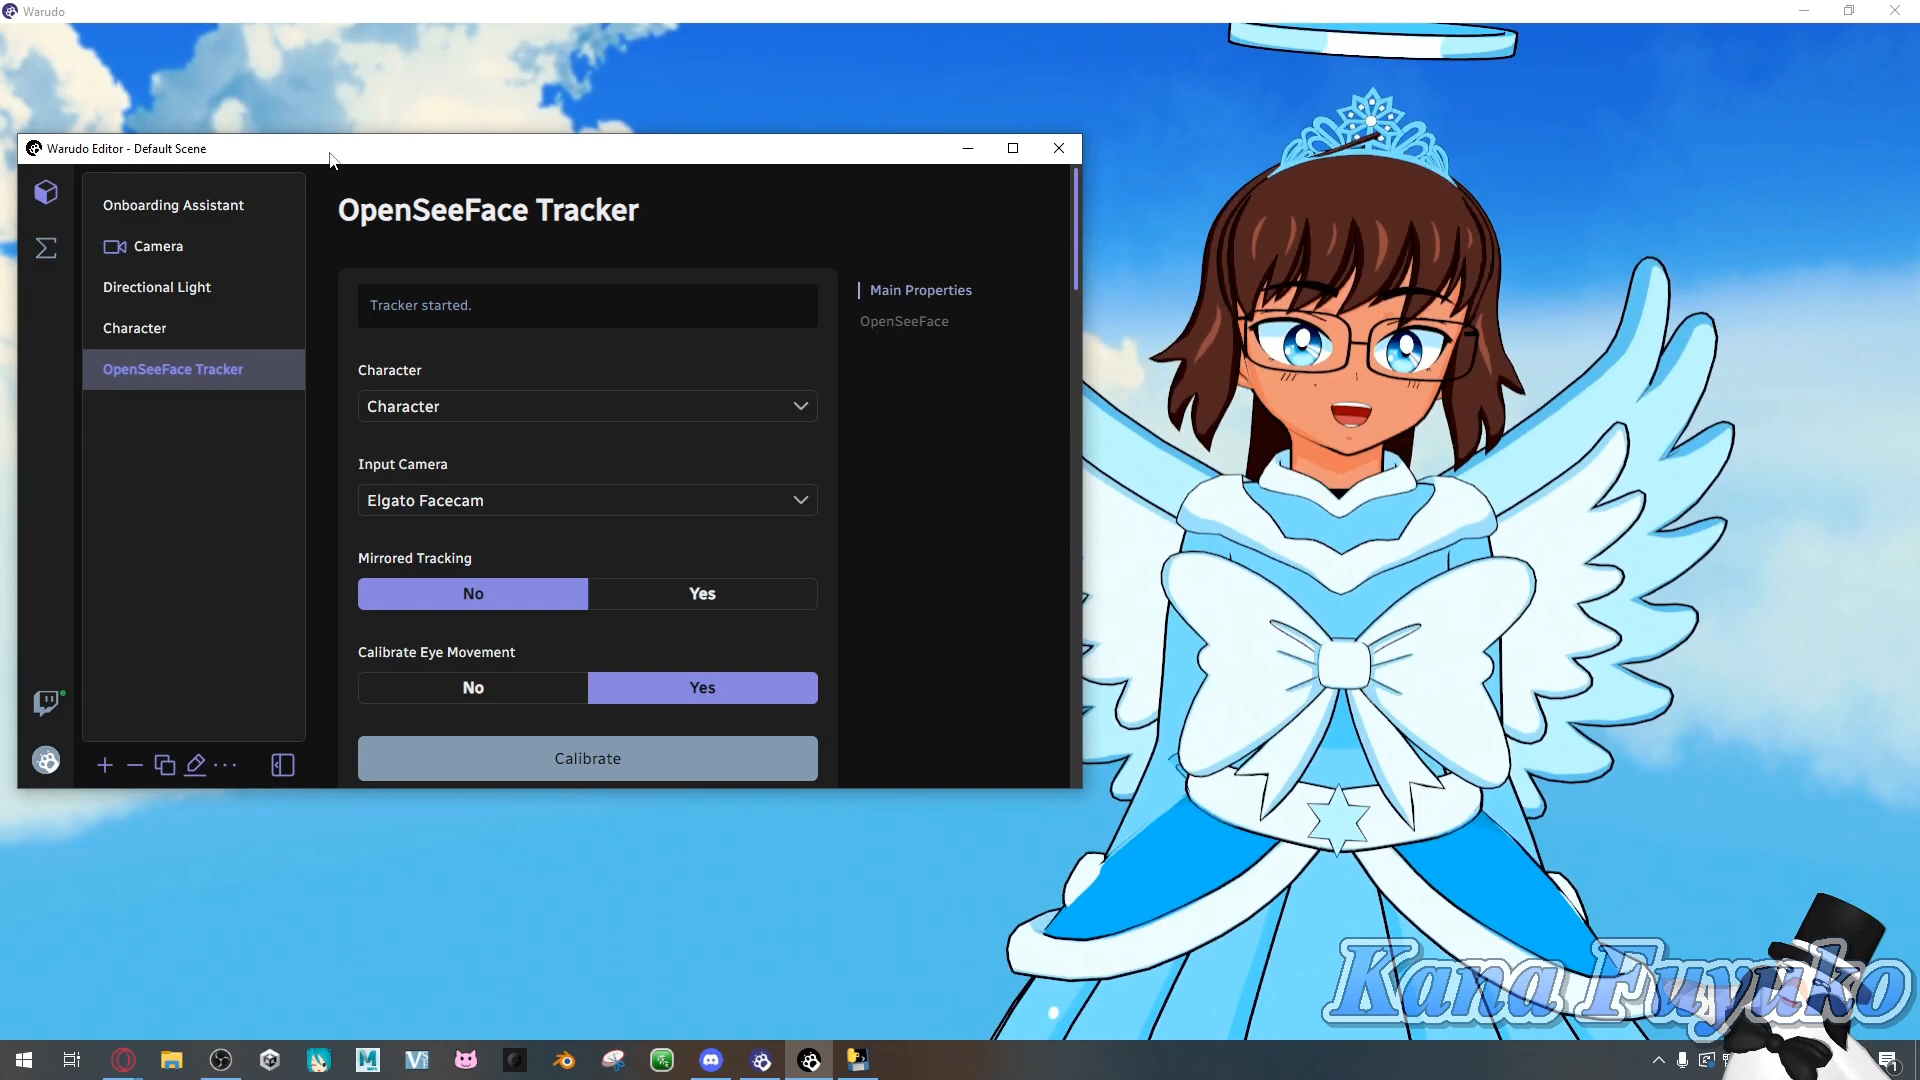 Warudo
Warudo Editor - Default Scene
Onboarding Assistant
Camera
Directional Light
Character
OpenSeeFace Tracker
OpenSeeFace Tracker
Tracker started.
Character
Character
Input Camera
Elgato Facecam
Mirrored Tracking
No
Yes
Calibrate Eye Movement
No
Yes
Calibrate
Main Properties
OpenSeeFace
Kana Fuyuko
M
VS
1